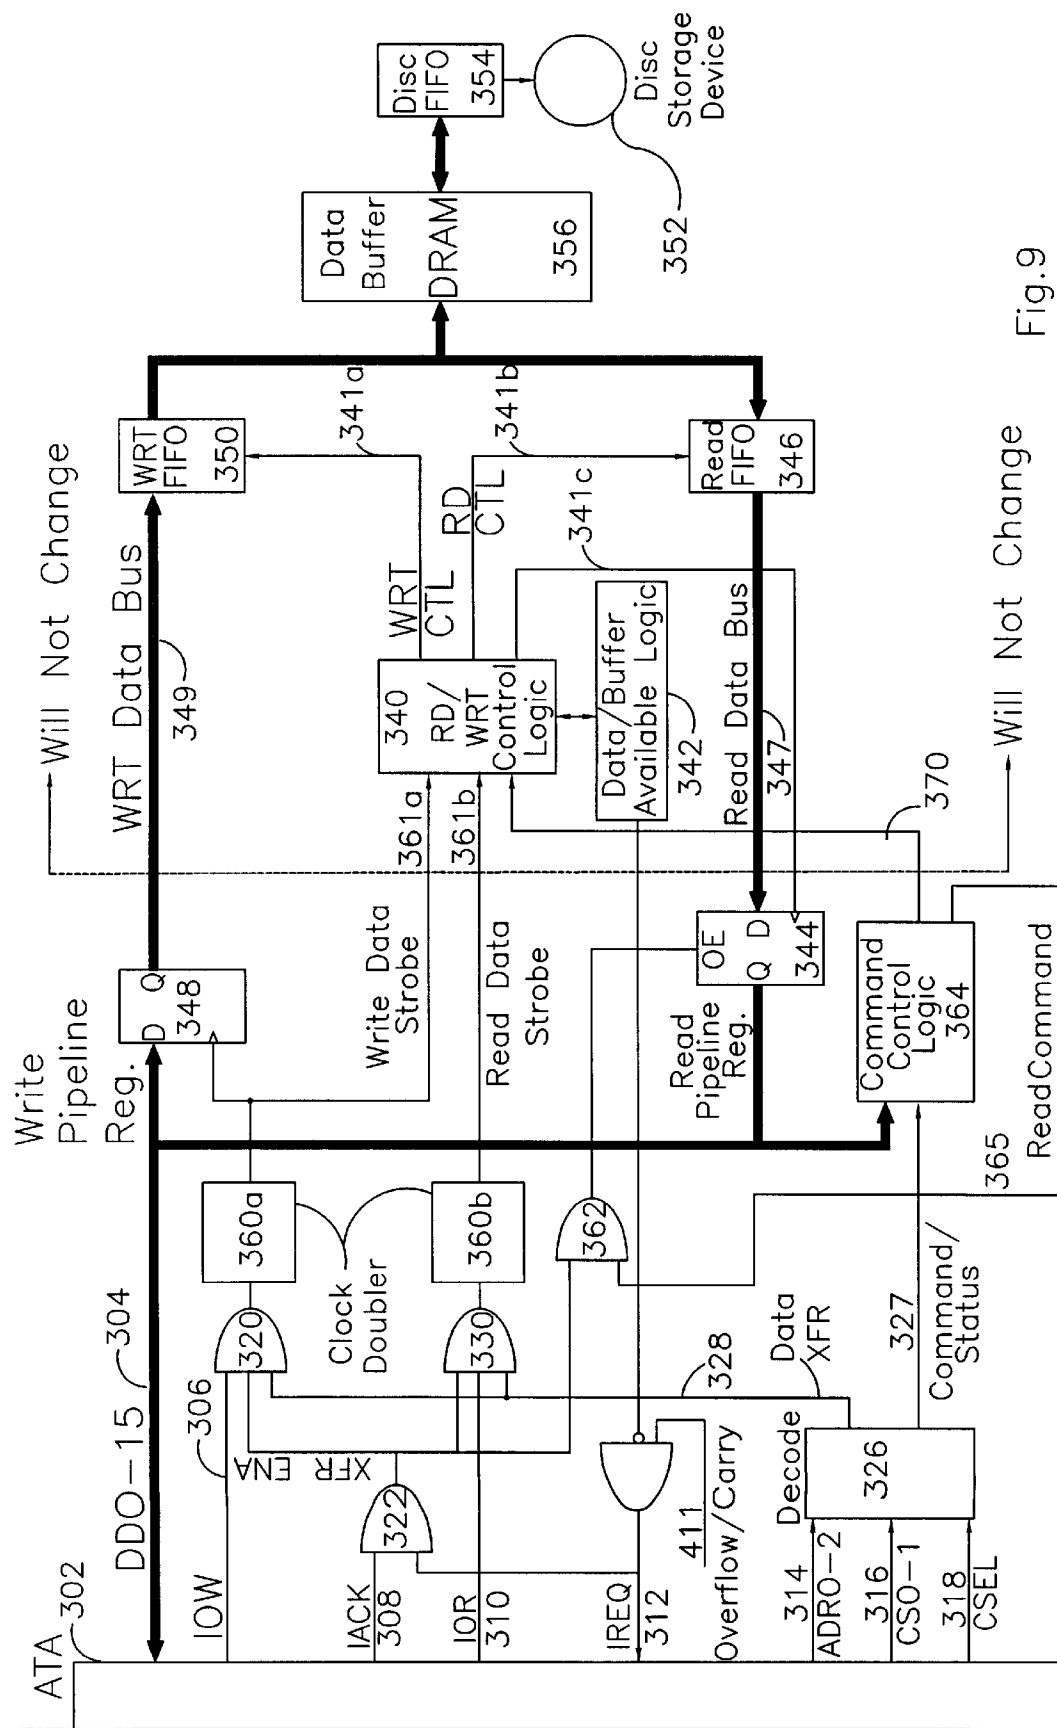 ATA
302
DDO-15
304
IOW
306
IACK
308
IOR
310
IREQ
312
Overflow/Carry
411
314
ADRO-2
316
CSO-1
318
CSEL
Decode
326
322
XFR ENA
320
330
328
Data
XFR
327
Command/
Status
Clock
Doubler
360a
360b
362
365
ReadCommand
Write
Pipeline
Reg.
D Q
348
Write Data
Strobe
Read Data
Strobe
Read
Pipeline
Reg.
OE
Q D
344
Command
Control
Logic
364
370
361a
361b
Will Not Change
WRT Data Bus
349
340
RD/
WRT
Control
Logic
WRT
CTL
RD
CTL
341a
341b
341c
Data/Buffer
Available Logic
342
Read Data Bus
347
Will Not Change
WRT
FIFO
350
Read
FIFO
346
Data
Buffer
DRAM
356
Disc
FIFO
354
Disc
Storage
Device
352
Fig.9